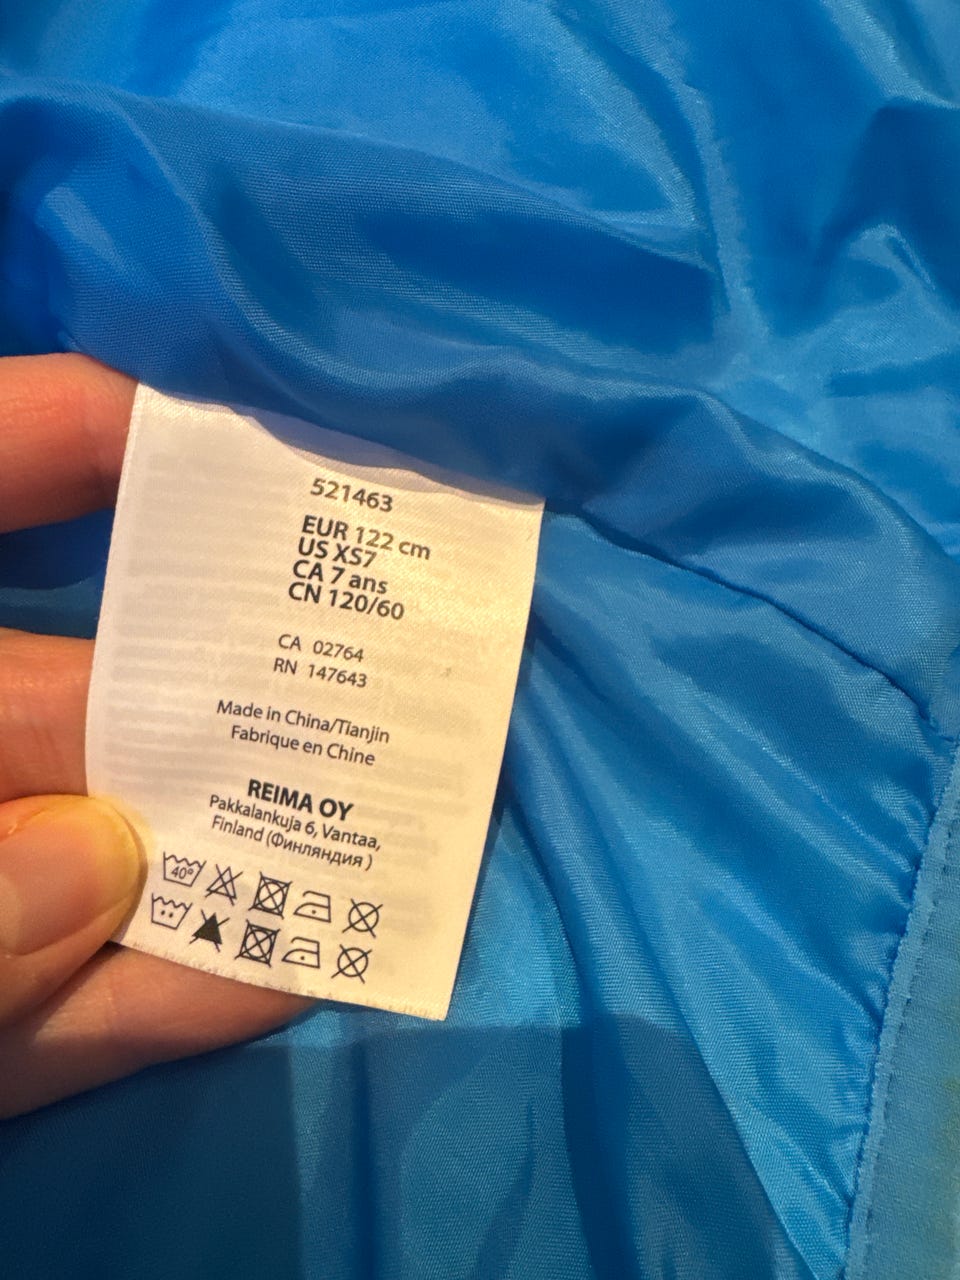 521463
EUR 122 cm
US XS7
CA 7 ans
CN 120/60
CA 02764
RN 147643
Made in China/Tianjin
Fabrique en Chine
REIMA OY
Pakkalankuja 6, Vantaa,
Finland (Финляндия )
40°